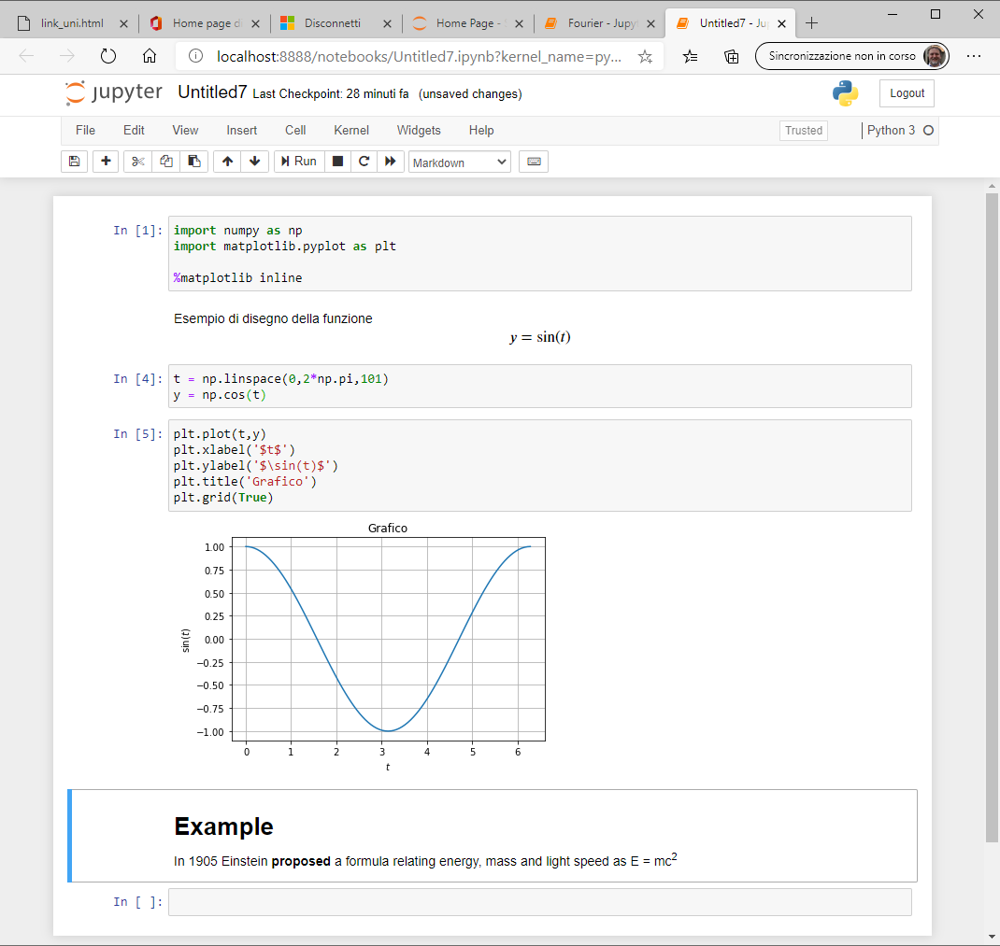 link_uni.html
Home page d
Disconnetti
Home Page -
Fourier - Jupy
Untitled7 - Ju
localhost:8888/notebooks/Untitled7.ipynb?kernel_name=py...
Sincronizzazione non in corso
jupyter Untitled7 Last Checkpoint: 28 minuti fa (unsaved changes)
Logout
File Edit View Insert Cell Kernel Widgets Help
Trusted
Python 3
Run
Markdown
In [1]: import numpy as np
import matplotlib.pyplot as plt
%matplotlib inline
Esempio di disegno della funzione
y = sin(t)
In [4]: t = np.linspace(0,2*np.pi,101)
y = np.cos(t)
In [5]: plt.plot(t,y)
plt.xlabel('$t$')
plt.ylabel('$\sin(t)$')
plt.title('Grafico')
plt.grid(True)
Grafico
1.00
0.75
0.50
0.25
0.00
−0.25
−0.50
−0.75
−1.00
sin(t)
0 1 2 3 4 5 6
t
Example
In 1905 Einstein proposed a formula relating energy, mass and light speed as E = mc²
In [ ]: